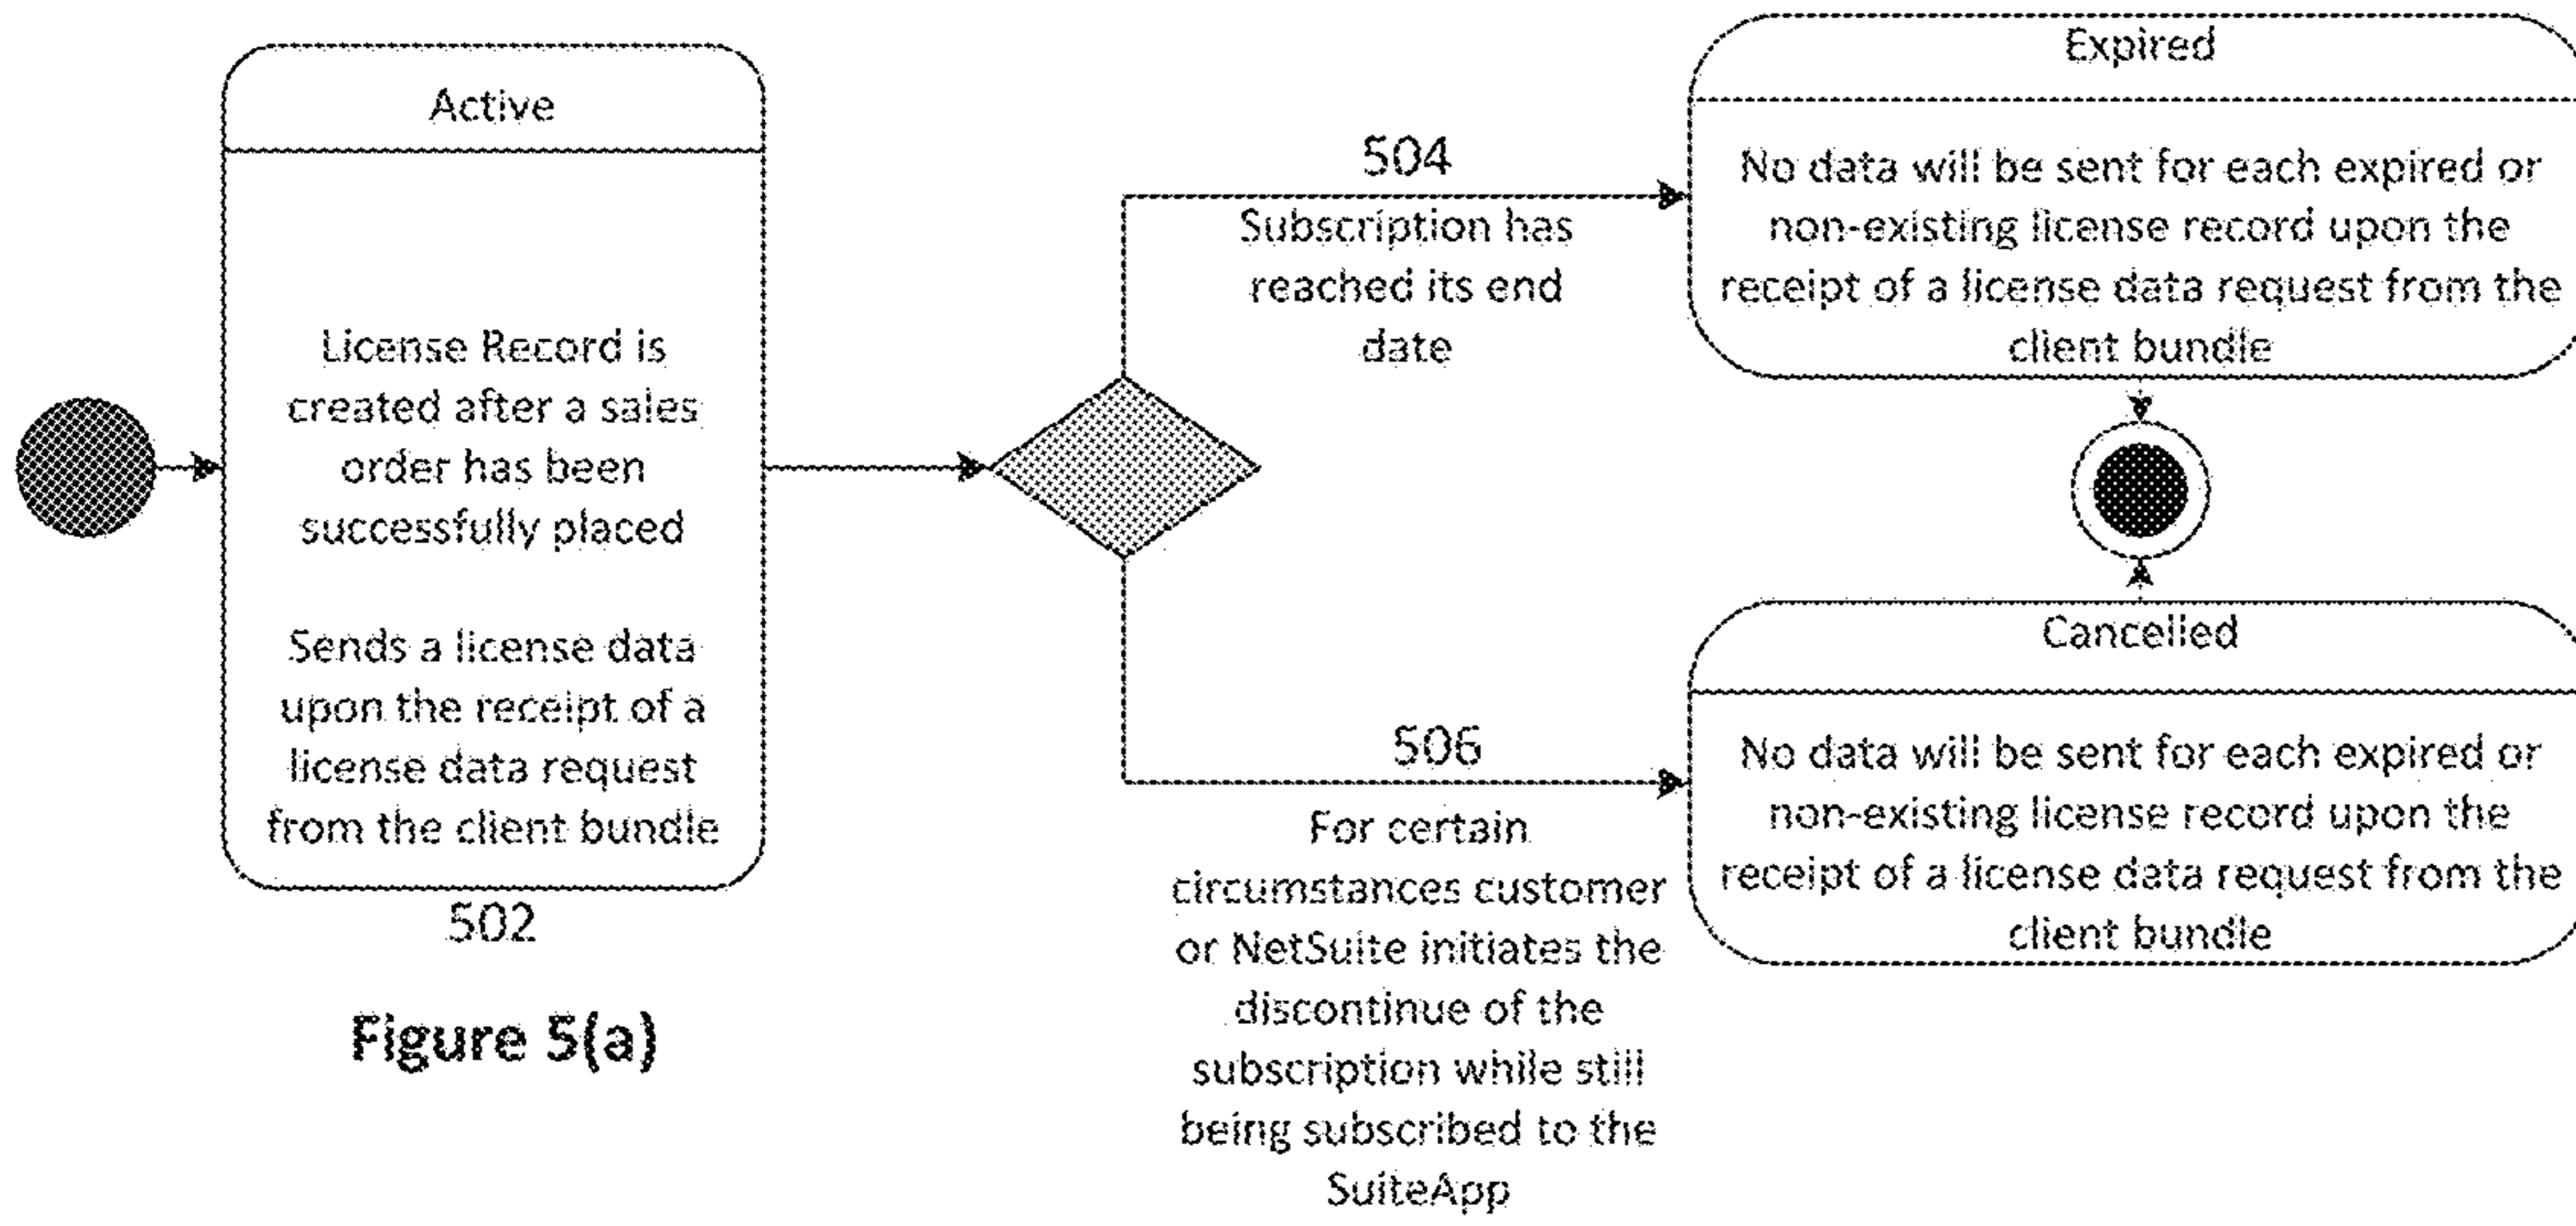 Active
License Record is
created after a sales
order has been
successfully placed
Sends a license data
upon the receipt of a
license data request
from the client bundle
502
Figure 5(a)
504
Subscription has
reached its end
date
506
For certain
circumstances customer
or NetSuite initiates the
discontinue of the
subscription while still
being subscribed to the
SuiteApp
Expired
No data will be sent for each expired or
non-existing license record upon the
receipt of a license data request from the
client bundle
Cancelled
No data will be sent for each expired or
non-existing license record upon the
receipt of a license data request from the
client bundle